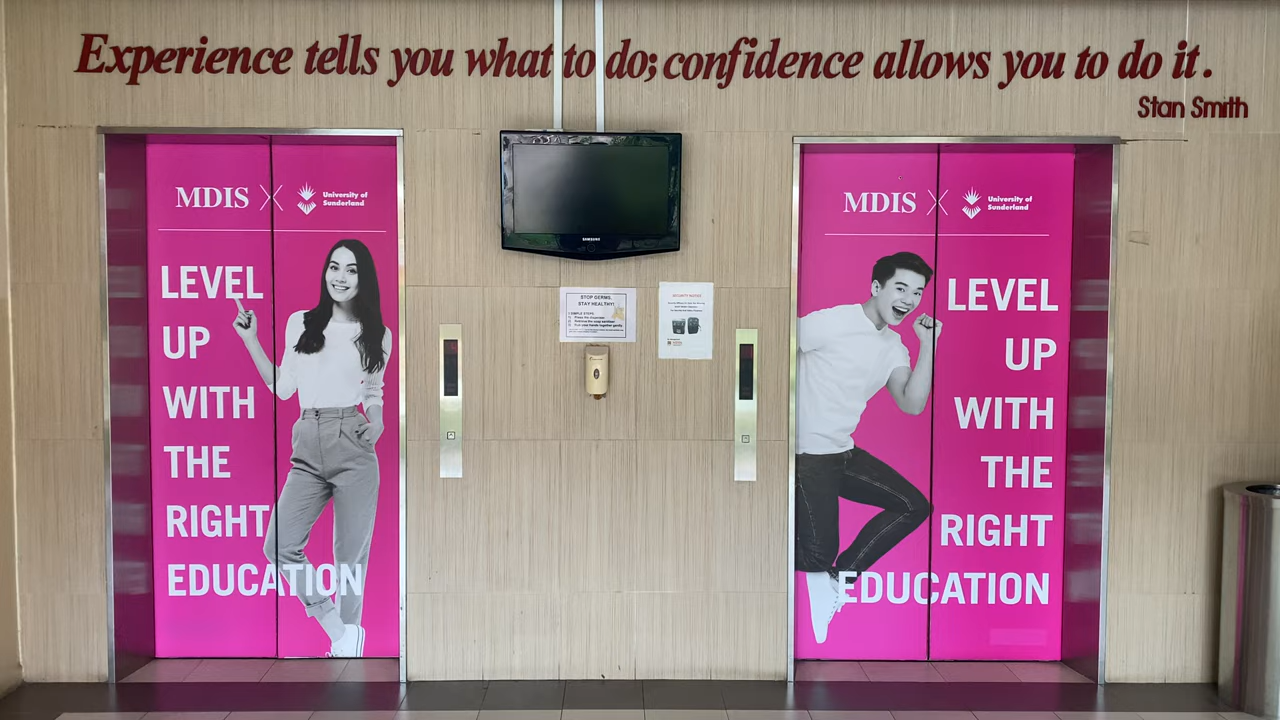 Experience tells you what to do; confidence allows you to do it.
Stan Smith
MDIS
University of
Sunderland
LEVEL
UP
WITH
THE
RIGHT
EDUCATION
SAMSUNG
STOP GERMS,
STAY HEALTHY!
SECURITY NOTICE
MDIS
University of
Sunderland
LEVEL
UP
WITH
THE
RIGHT
EDUCATION